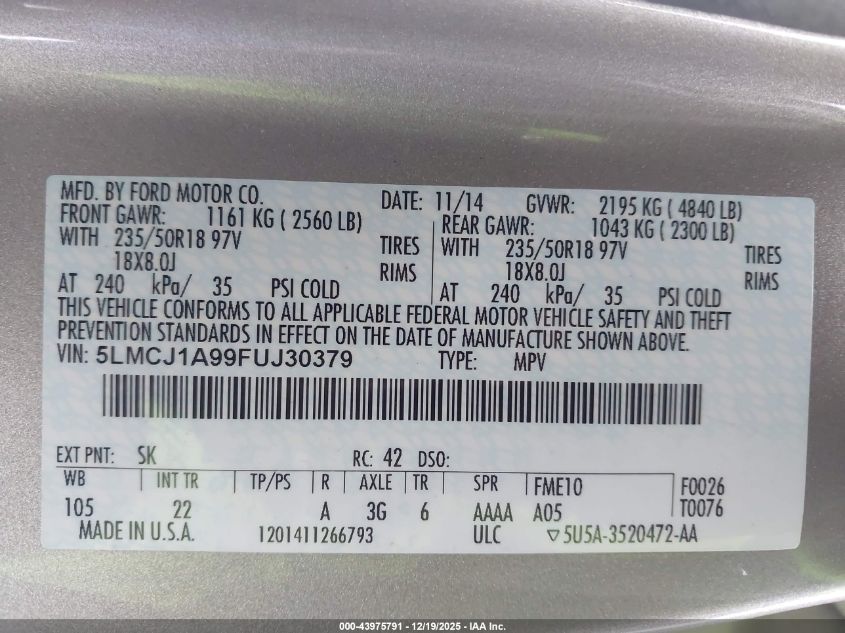 MFD. BY FORD MOTOR CO. DATE: 11/14 GVWR: 2195 KG ( 4840 LB)
FRONT GAWR: 1161 KG ( 2560 LB) REAR GAWR: 1043 KG ( 2300 LB)
WITH 235/50R18 97V TIRES WITH 235/50R18 97V TIRES
18X8.0J RIMS 18X8.0J RIMS
AT 240 kPa/ 35 PSI COLD AT 240 kPa/ 35 PSI COLD
THIS VEHICLE CONFORMS TO ALL APPLICABLE FEDERAL MOTOR VEHICLE SAFETY AND THEFT
PREVENTION STANDARDS IN EFFECT ON THE DATE OF MANUFACTURE SHOWN ABOVE.
VIN: 5LMCJ1A99FUJ30379 TYPE: MPV
EXT PNT: SK RC: 42 DSO:
WB INT TR TP/PS R AXLE TR SPR FME10 F0026
105 22 A 3G 6 AAAA A05 T0076
MADE IN U.S.A. 1201411266793 ULC ▽5U5A-3520472-AA
000-43975791 - 12/19/2025 - IAA Inc.